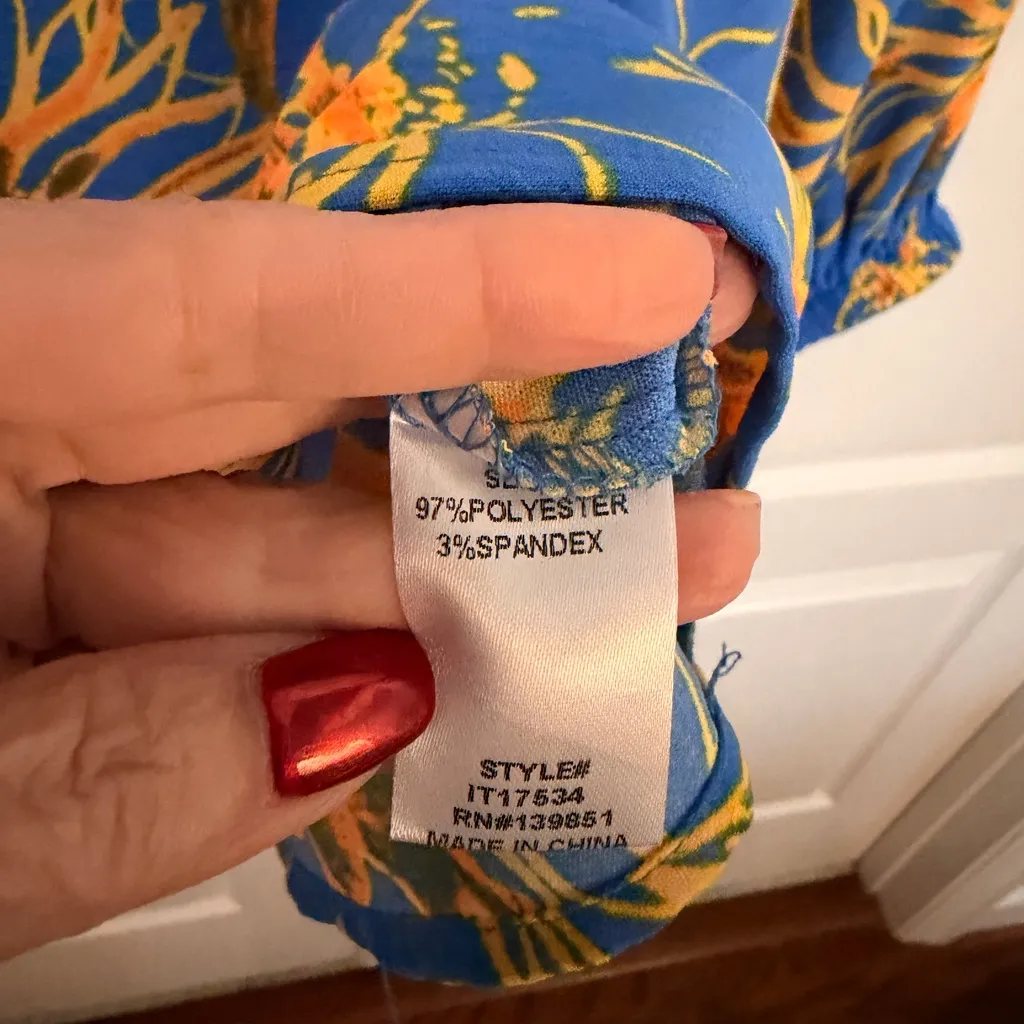 97%POLYESTER
3%SPANDEX
STYLE#
IT17534
RN#139851
MADE IN CHINA